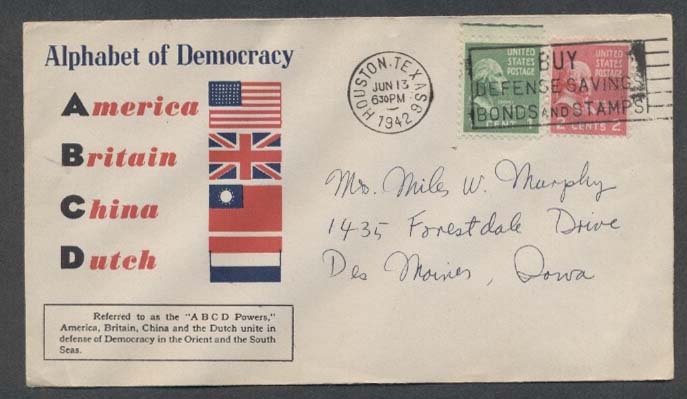 Alphabet of Democracy
America
Britain
China
Dutch
Referred to as the "A B C D Powers,"
America, Britain, China and the Dutch unite in
defense of Democracy in the Orient and the South
Seas.
HOUSTON, TEXAS
JUN 13
630PM
1942
UNITED
STATES
POSTAGE
1
UNITED
STATES
POSTAGE
2 CENTS 2
BUY
DEFENSE SAVING
BONDS AND STAMPS
Mr. Miles W. Murphy
1435 Forestdale Drive
Des Moines, Iowa